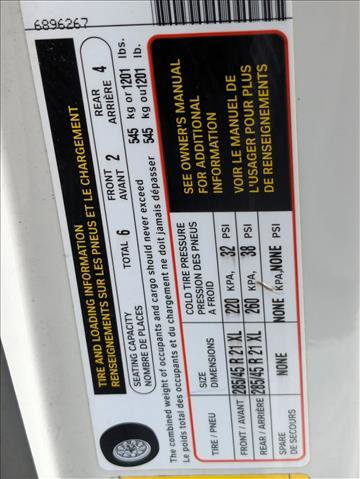 6896267
TIRE AND LOADING INFORMATION
RENSEIGNEMENTS SUR LES PNEUS ET LE CHARGEMENT
SEATING CAPACITY
NOMBRE DE PLACES
TOTAL 6
FRONT
AVANT 2
REAR
ARRIÈRE 4
The combined weight of occupants and cargo should never exceed 545 kg or 1201 lbs.
Le poids total des occupants et du chargement ne doit jamais dépasser 545 kg ou 1201 lb.
TIRE / PNEU
SIZE
DIMENSIONS
COLD TIRE PRESSURE
PRESSION DES PNEUS
A FROID
FRONT / AVANT 285/45 R 21 XL 220 KPA, 32 PSI
REAR / ARRIÈRE 285/45 R 21 XL 260 KPA, 38 PSI
SPARE
DE SECOURS NONE NONE KPA, NONE PSI
SEE OWNER'S MANUAL
FOR ADDITIONAL
INFORMATION
VOIR LE MANUEL DE
L'USAGER POUR PLUS
DE RENSEIGNEMENTS